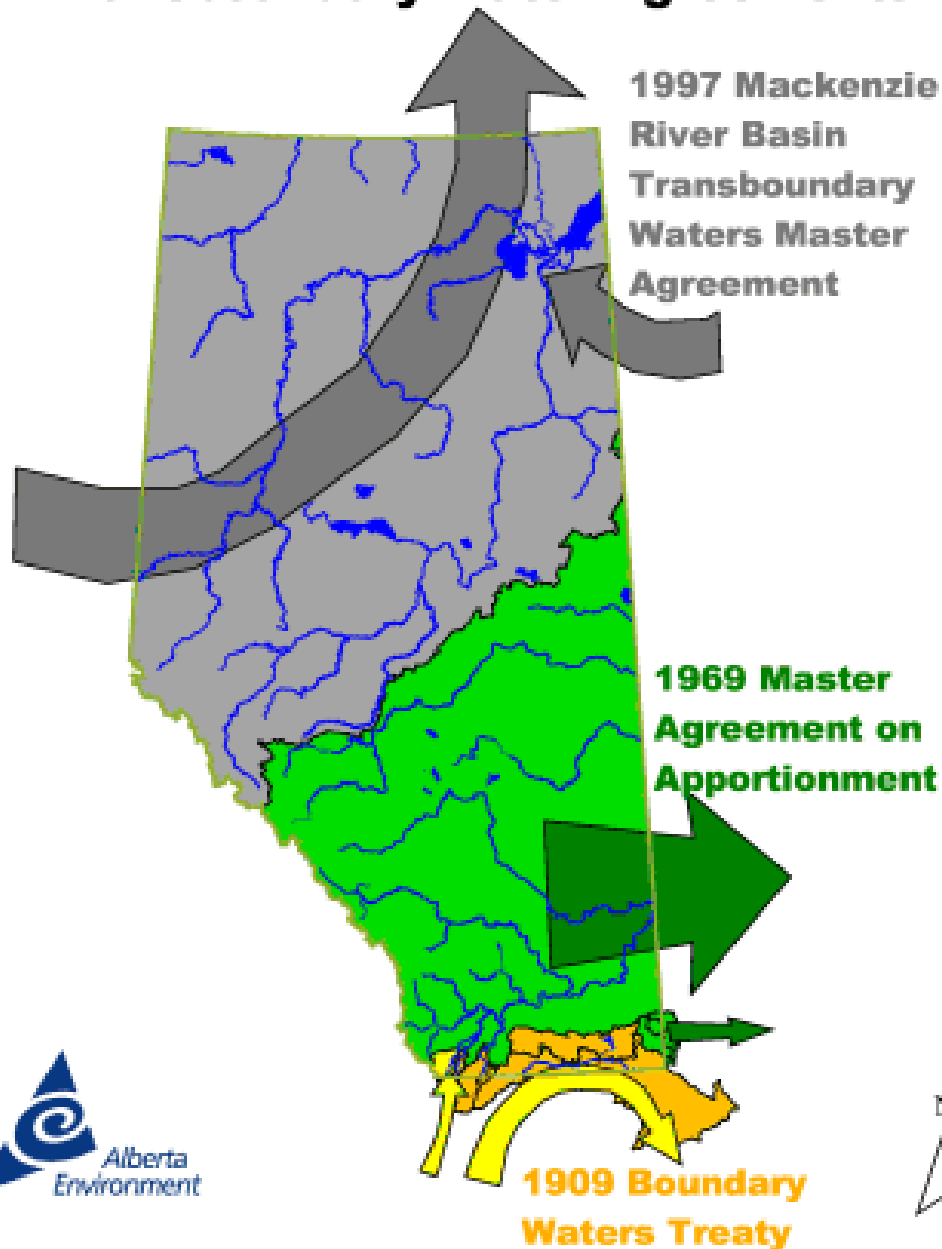 1997 Mackenzie
River Basin
Transboundary
Waters Master
Agreement
1969 Master
Agreement on
Apportionment
Alberta
Environment
1909 Boundary
Waters Treaty
N